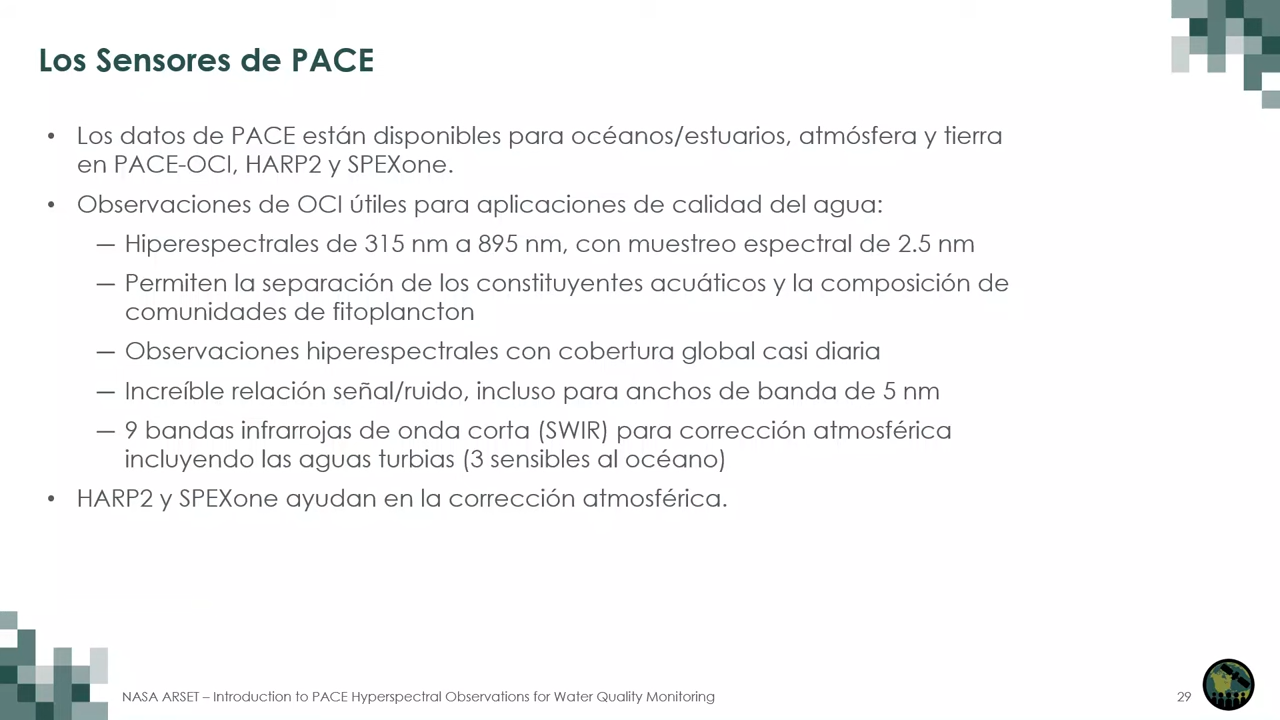 Los Sensores de PACE
• Los datos de PACE están disponibles para océanos/estuarios, atmósfera y tierra
en PACE-OCI, HARP2 y SPEXone.
• Observaciones de OCI útiles para aplicaciones de calidad del agua:
— Hiperespectrales de 315 nm a 895 nm, con muestreo espectral de 2.5 nm
— Permiten la separación de los constituyentes acuáticos y la composición de
comunidades de fitoplancton
— Observaciones hiperespectrales con cobertura global casi diaria
— Increíble relación señal/ruido, incluso para anchos de banda de 5 nm
— 9 bandas infrarrojas de onda corta (SWIR) para corrección atmosférica
incluyendo las aguas turbias (3 sensibles al océano)
• HARP2 y SPEXone ayudan en la corrección atmosférica.
NASA ARSET – Introduction to PACE Hyperspectral Observations for Water Quality Monitoring
29